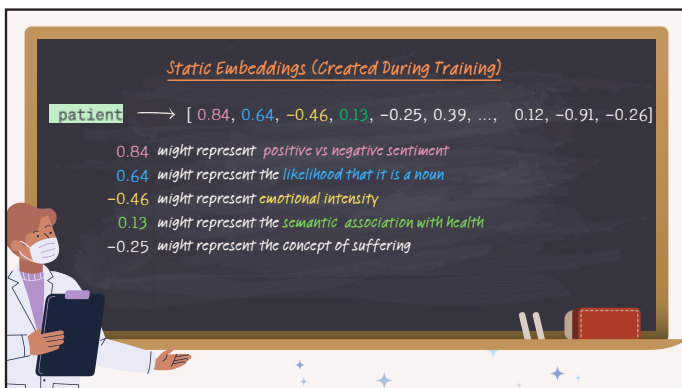 Static Embeddings (Created During Training)
patient → [ 0.84, 0.64, −0.46, 0.13, −0.25, 0.39, ..., 0.12, −0.91, −0.26]
0.84 might represent positive vs negative sentiment
0.64 might represent the likelihood that it is a noun
−0.46 might represent emotional intensity
0.13 might represent the semantic association with health
−0.25 might represent the concept of suffering